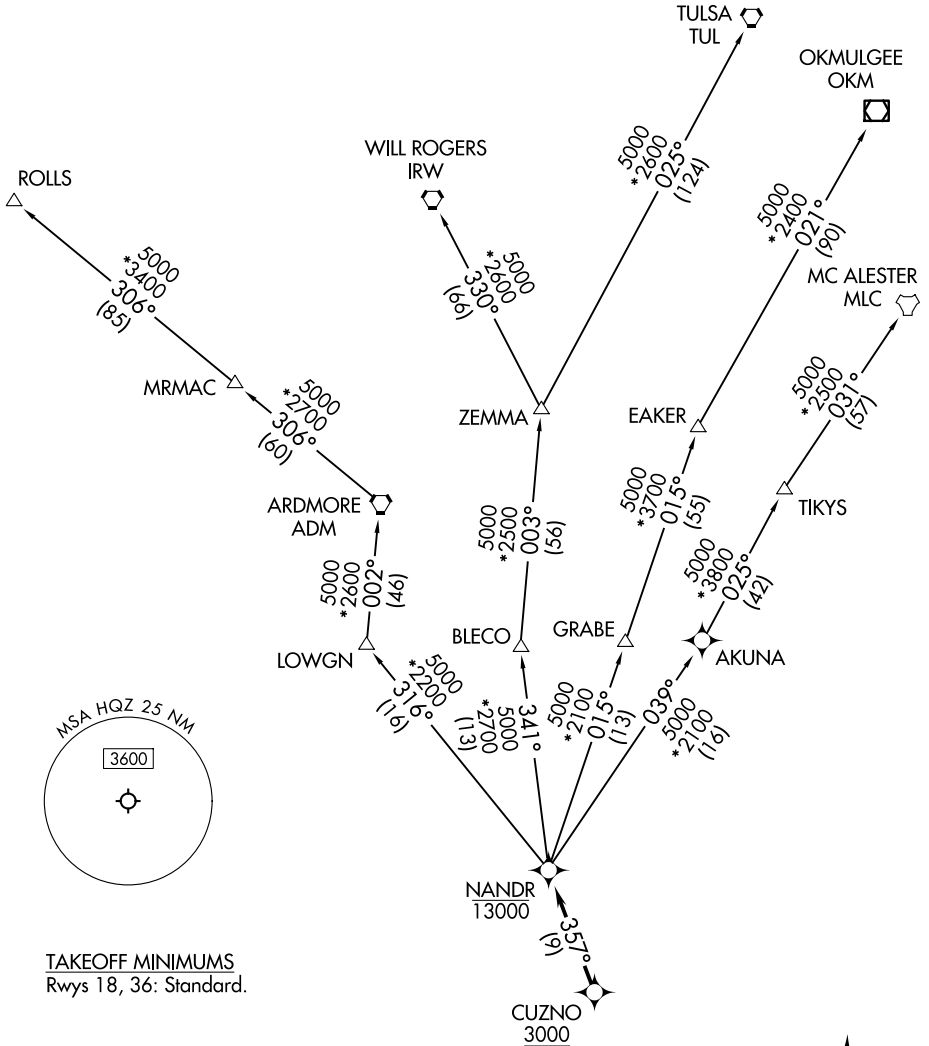 TULSA
TUL
OKMULGEE
OKM
WILL ROGERS
IRW
5000
*2600
025°
(124)
ROLLS
5000
*2400
021°
(90)
5000
*3400
306°
(85)
5000
*2600
330°
(66)
MC ALESTER
MLC
MRMAC
5000
*2700
306°
(60)
ZEMMA
EAKER
5000
*2500
031°
(57)
ARDMORE
ADM
5000
*2500
003°
(56)
5000
*3700
015°
(55)
TIKYS
5000
*2600
002°
(46)
5000
*3800
025°
(42)
LOWGN
BLECO
GRABE
AKUNA
5000
*2200
316°
(16)
341°
5000
*2700
(13)
5000
*2100
015°
(13)
039°
5000
*2100
(16)
MSA HQZ 25 NM
3600
NANDR
13000
357°
(9)
TAKEOFF MINIMUMS
Rwys 18, 36: Standard.
CUZNO
3000